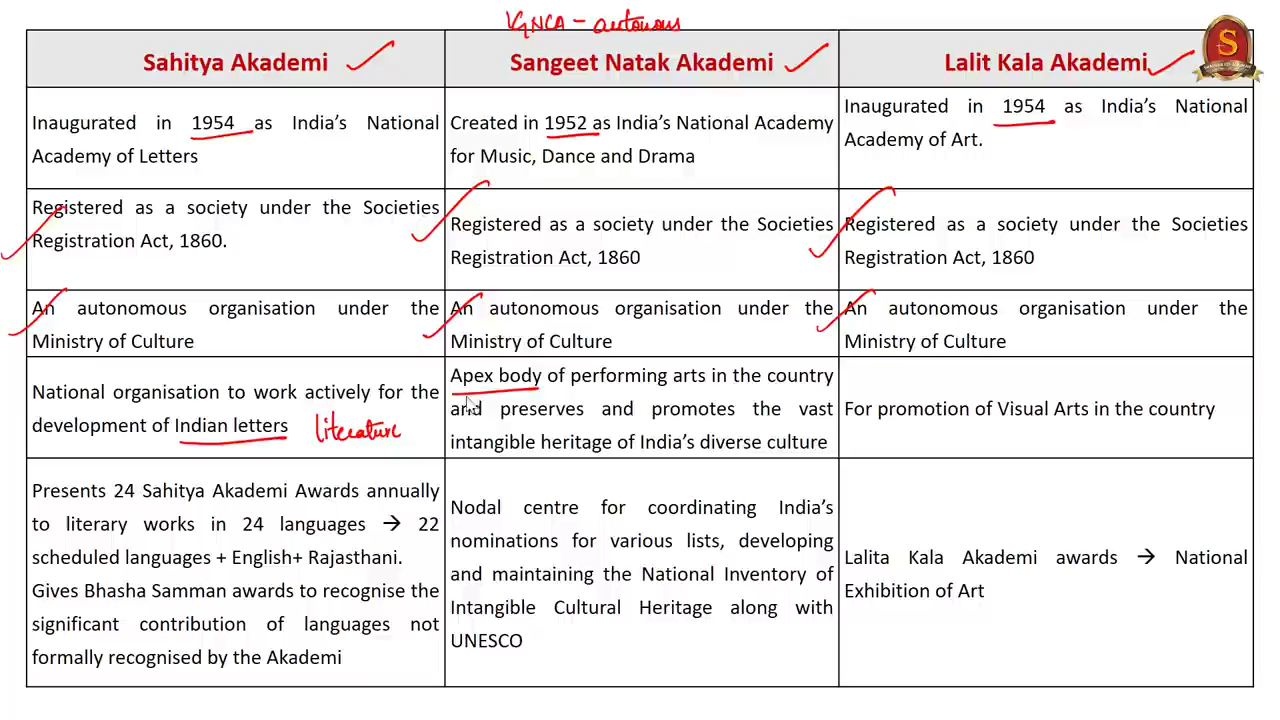 IGNCA - autonomous
Sahitya Akademi
Sangeet Natak Akademi
Lalit Kala Akademi
S
Inaugurated in 1954 as India's National
Academy of Letters
Created in 1952 as India's National Academy
for Music, Dance and Drama
Inaugurated in 1954 as India's National
Academy of Art.
Registered as a society under the Societies
Registration Act, 1860.
Registered as a society under the Societies
Registration Act, 1860
Registered as a society under the Societies
Registration Act, 1860
An autonomous organisation under the
Ministry of Culture
An autonomous organisation under the
Ministry of Culture
An autonomous organisation under the
Ministry of Culture
National organisation to work actively for the
development of Indian letters literature
Apex body of performing arts in the country
and preserves and promotes the vast
intangible heritage of India's diverse culture
For promotion of Visual Arts in the country
Presents 24 Sahitya Akademi Awards annually
to literary works in 24 languages → 22
scheduled languages + English+ Rajasthani.
Gives Bhasha Samman awards to recognise the
significant contribution of languages not
formally recognised by the Akademi
Nodal centre for coordinating India's
nominations for various lists, developing
and maintaining the National Inventory of
Intangible Cultural Heritage along with
UNESCO
Lalita Kala Akademi awards → National
Exhibition of Art